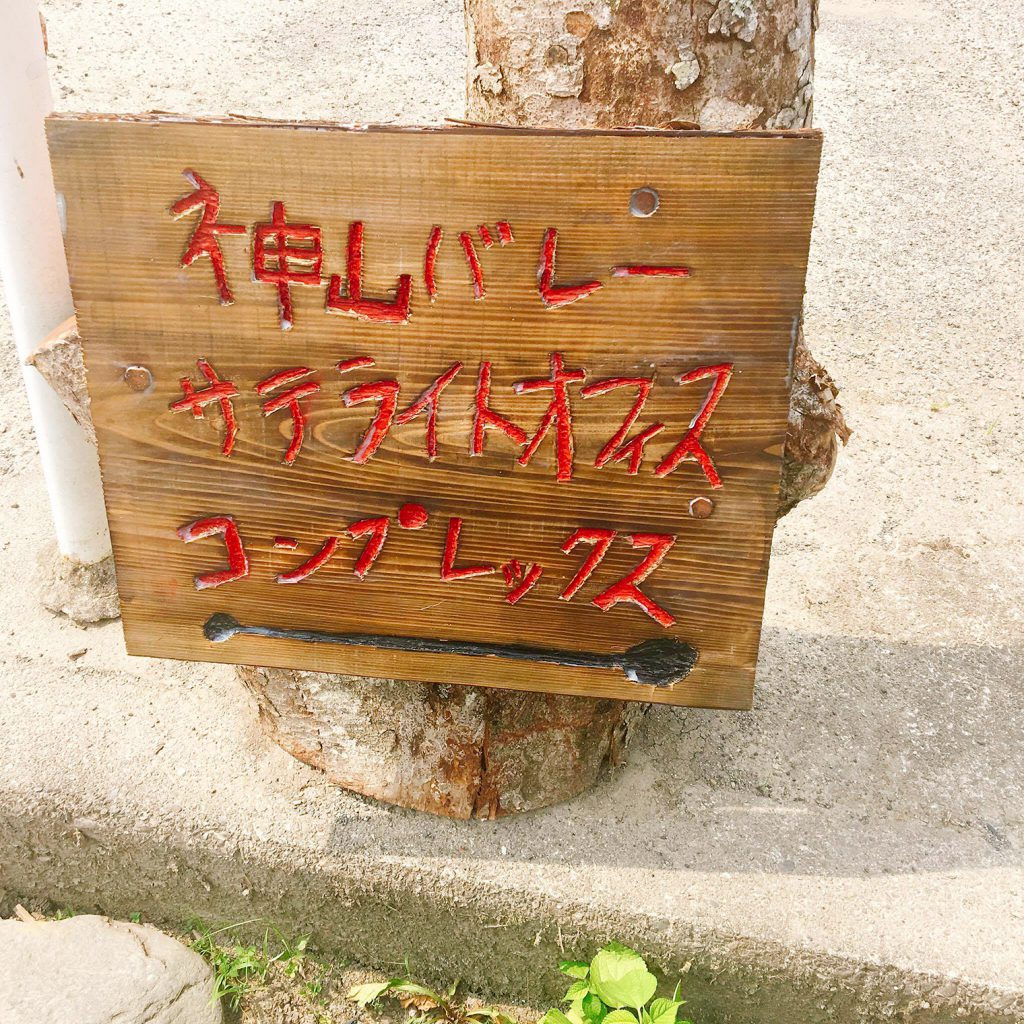 神山バレー
サテライトオフィス
コンプレックス